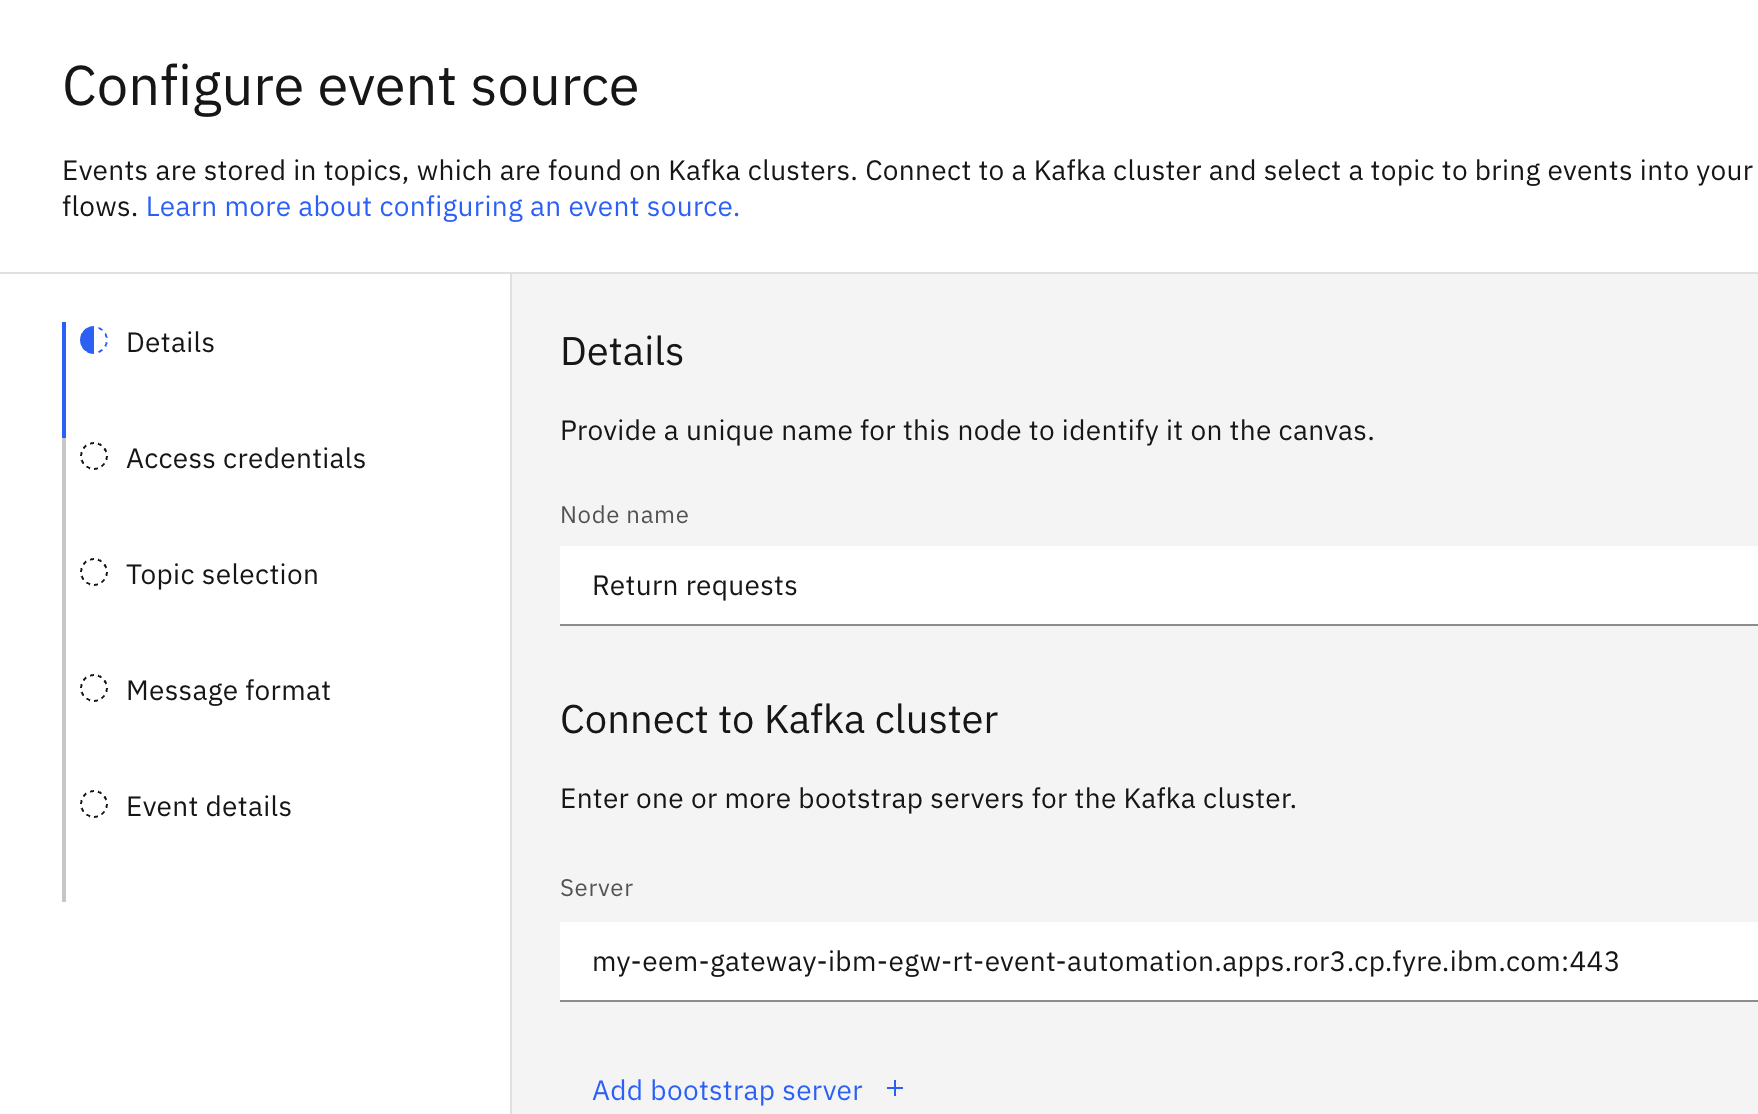 Configure event source
Events are stored in topics, which are found on Kafka clusters. Connect to a Kafka cluster and select a topic to bring events into your
flows. Learn more about configuring an event source.
Details
Access credentials
Topic selection
Message format
Event details
Details
Provide a unique name for this node to identify it on the canvas.
Node name
Return requests
Connect to Kafka cluster
Enter one or more bootstrap servers for the Kafka cluster.
Server
my-eem-gateway-ibm-egw-rt-event-automation.apps.ror3.cp.fyre.ibm.com:443
Add bootstrap server +